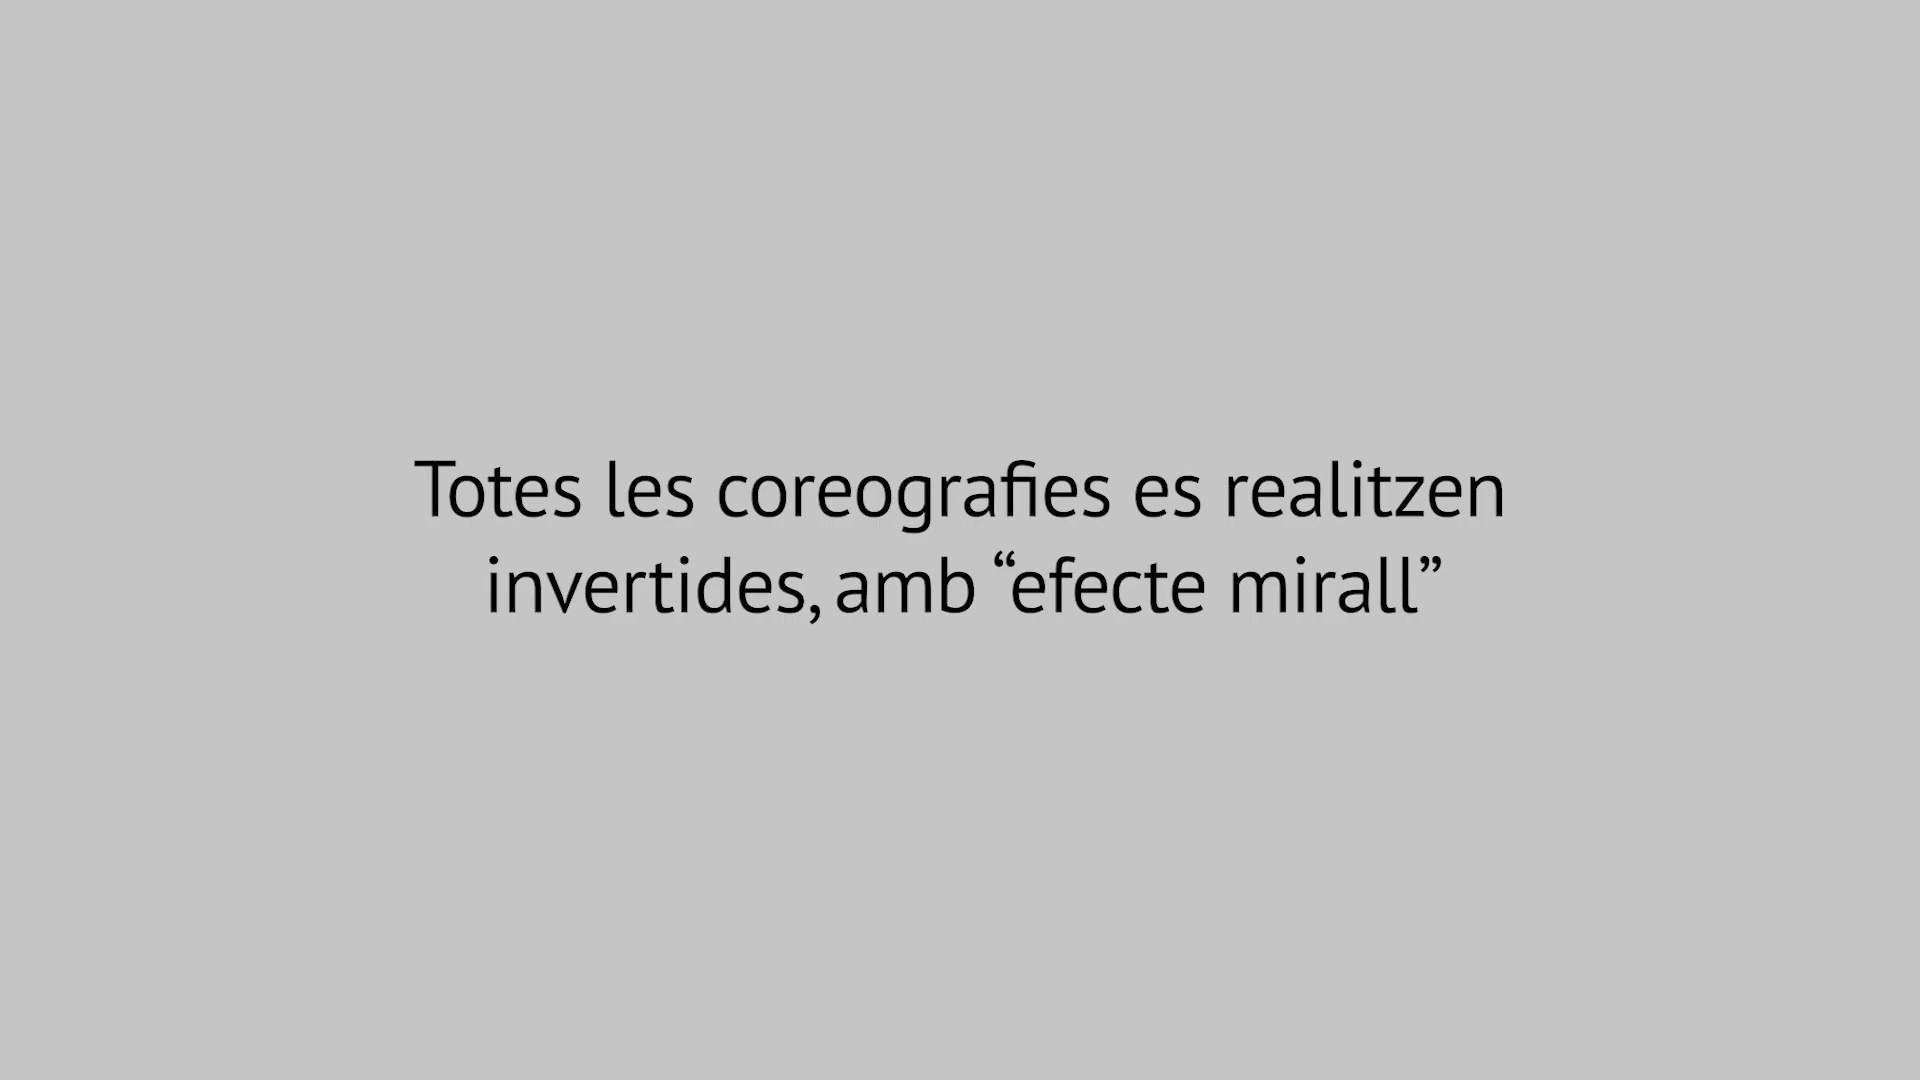 Totes les coreografies es realitzen
invertides, amb “efecte mirall”